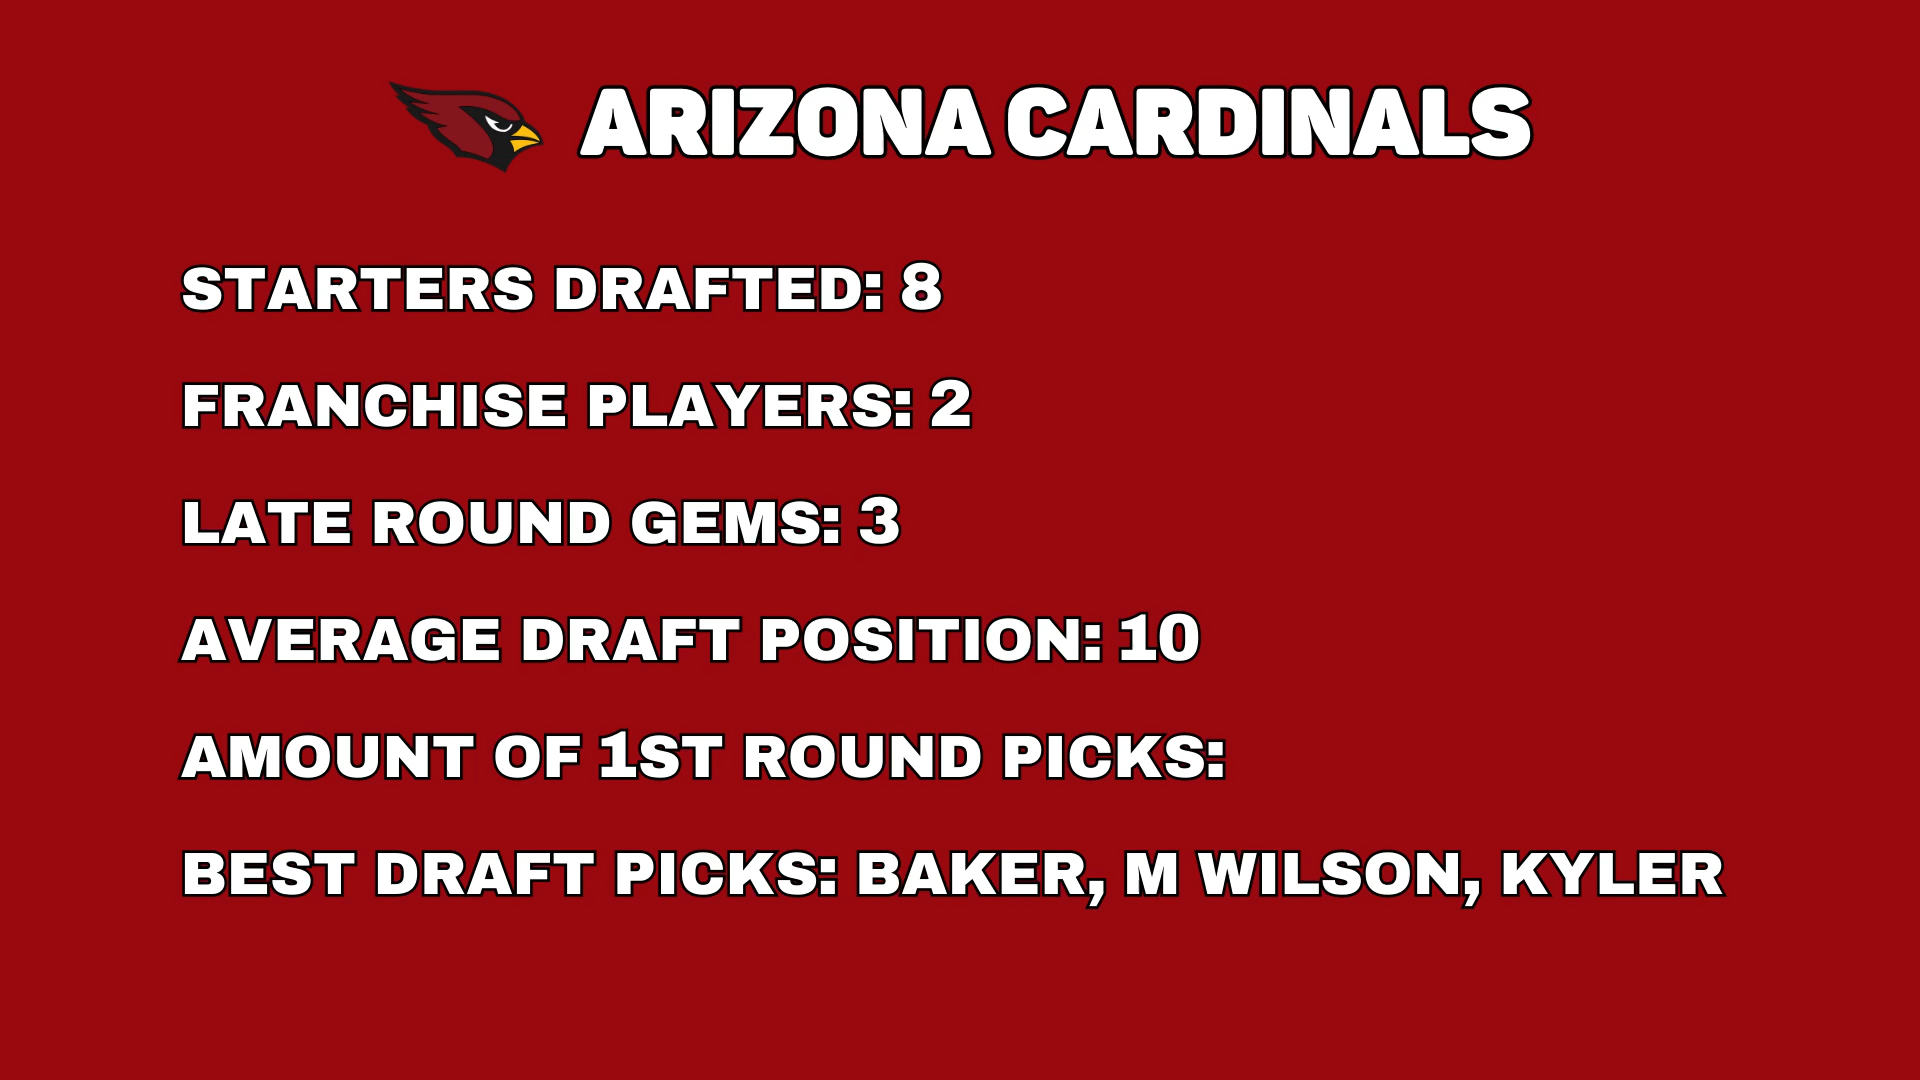 ARIZONA CARDINALS
STARTERS DRAFTED: 8
FRANCHISE PLAYERS: 2
LATE ROUND GEMS: 3
AVERAGE DRAFT POSITION: 10
AMOUNT OF 1ST ROUND PICKS:
BEST DRAFT PICKS: BAKER, M WILSON, KYLER